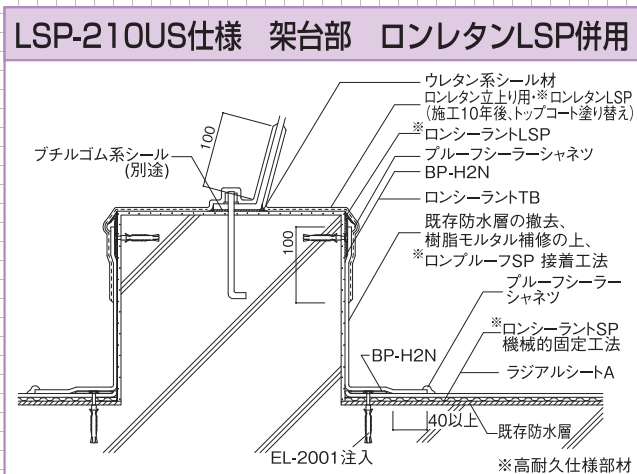 LSP-210US仕様　架台部　ロンレタンLSP併用
ウレタン系シール材
ロンレタン立上り用・※ロンレタンLSP
(施工10年後、トップコート塗り替え)
※ロンシーラントLSP
プルーフシーラーシャネツ
BP-H2N
ロンシーラントTB
既存防水層の撤去、
樹脂モルタル補修の上、
※ロンプルーフSP 接着工法
プルーフシーラー
シャネツ
※ロンシーラントSP
機械的固定工法
ラジアルシートA
100
ブチルゴム系シール
(別途)
100
BP-H2N
40以上
既存防水層
EL-2001注入
※高耐久仕様部材